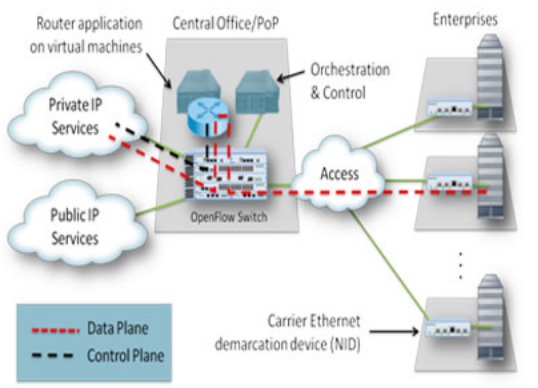 Router application
on virtual machines
Central Office/PoP
Enterprises
Orchestration
& Control
Private IP
Services
Access
Public IP
Services
OpenFlow Switch
Data Plane
Control Plane
Carrier Ethernet
demarcation device (NID)